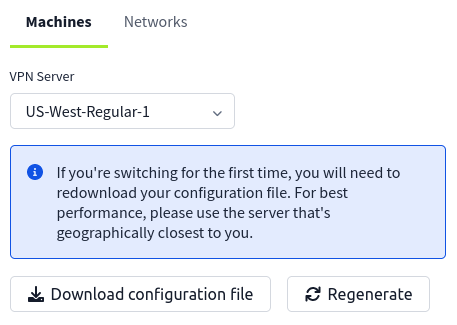 Machines Networks
VPN Server
US-West-Regular-1
If you're switching for the first time, you will need to
redownload your configuration file. For best
performance, please use the server that's
geographically closest to you.
Download configuration file Regenerate